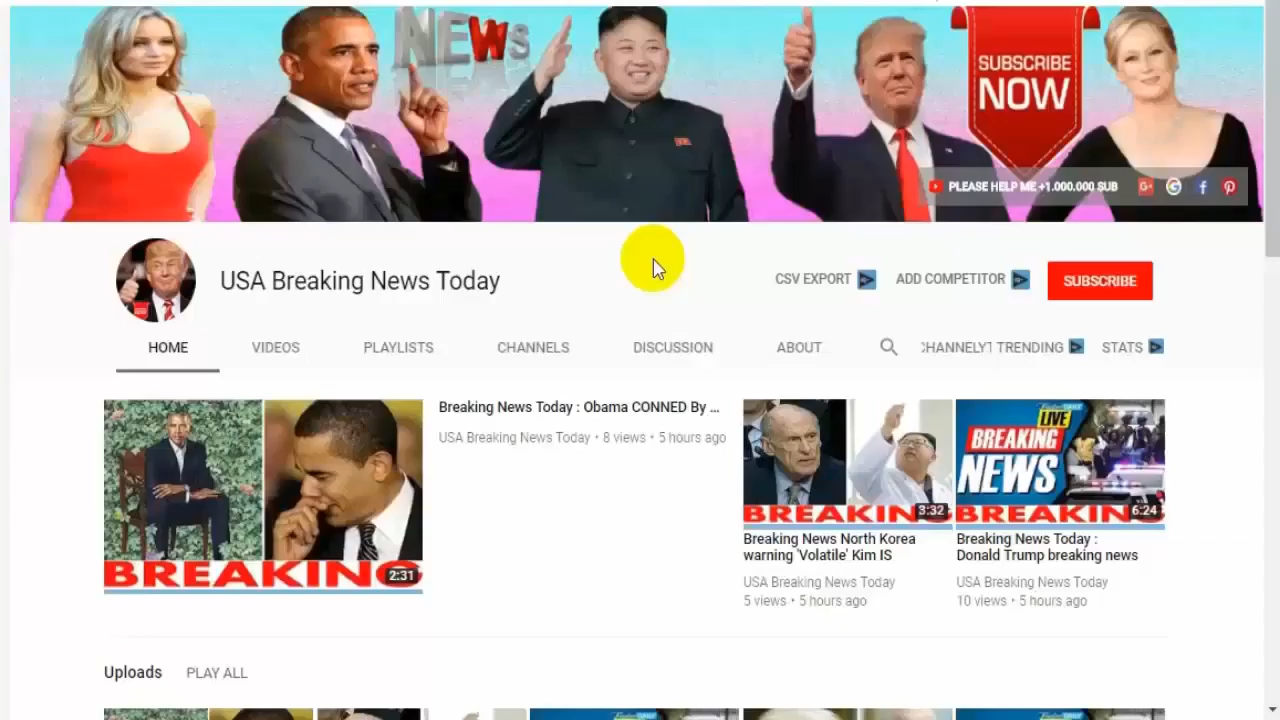 NEWS
SUBSCRIBE
NOW
PLEASE HELP ME +1.000.000 SUB
USA Breaking News Today
CSV EXPORT
ADD COMPETITOR
SUBSCRIBE
HOME
VIDEOS
PLAYLISTS
CHANNELS
DISCUSSION
ABOUT
CHANNELYT TRENDING
STATS
BREAKING
2:31
Breaking News Today : Obama CONNED By ...
USA Breaking News Today • 8 views • 5 hours ago
BREAKIN
3:32
Breaking News North Korea
warning 'Volatile' Kim IS
USA Breaking News Today
5 views • 5 hours ago
LIVE
BREAKING
NEWS
BREAKIN
6:24
Breaking News Today :
Donald Trump breaking news
USA Breaking News Today
10 views • 5 hours ago
Uploads
PLAY ALL